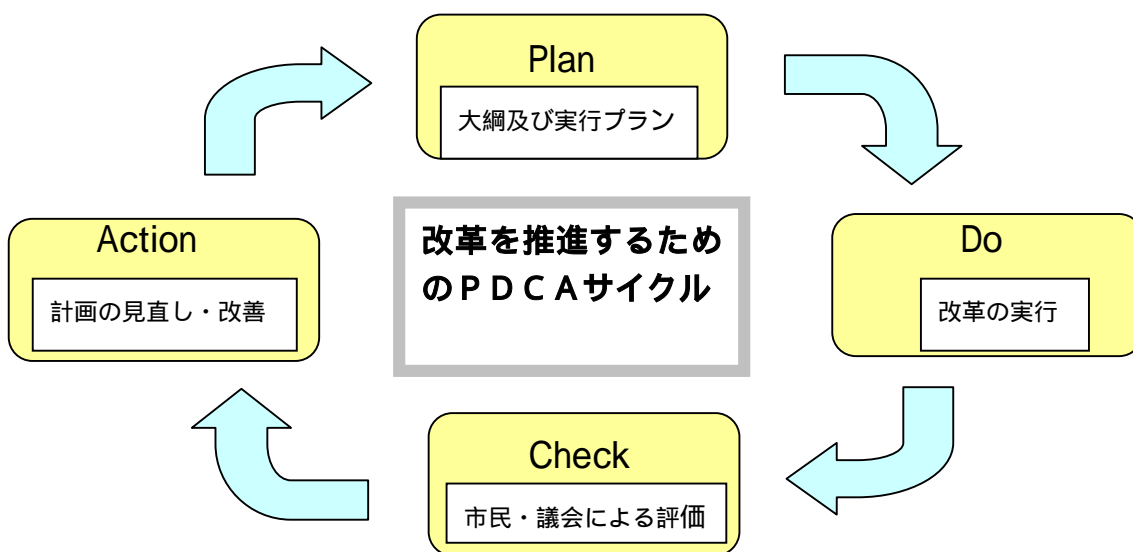 Plan
大綱及び実行プラン
Action
計画の見直し・改善
改革を推進するため
のＰＤＣＡサイクル
Do
改革の実行
Check
市民・議会による評価